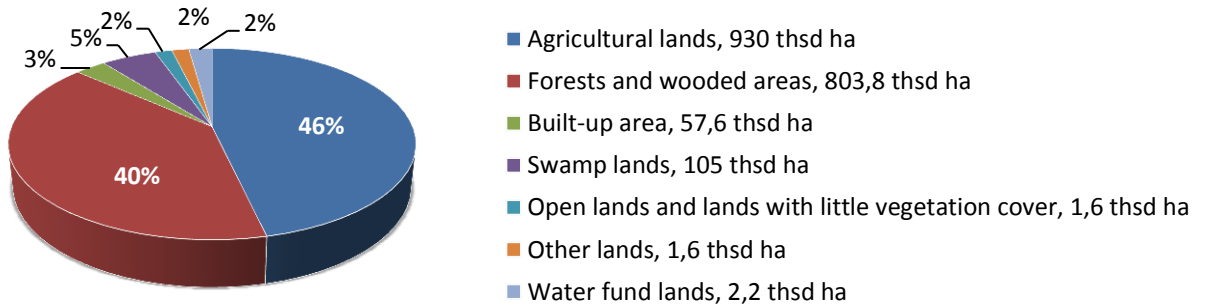 2%
2%
2%
5%
3%
46%
40%
Agricultural lands, 930 thsd ha
Forests and wooded areas, 803,8 thsd ha
Built-up area, 57,6 thsd ha
Swamp lands, 105 thsd ha
Open lands and lands with little vegetation cover, 1,6 thsd ha
Other lands, 1,6 thsd ha
Water fund lands, 2,2 thsd ha